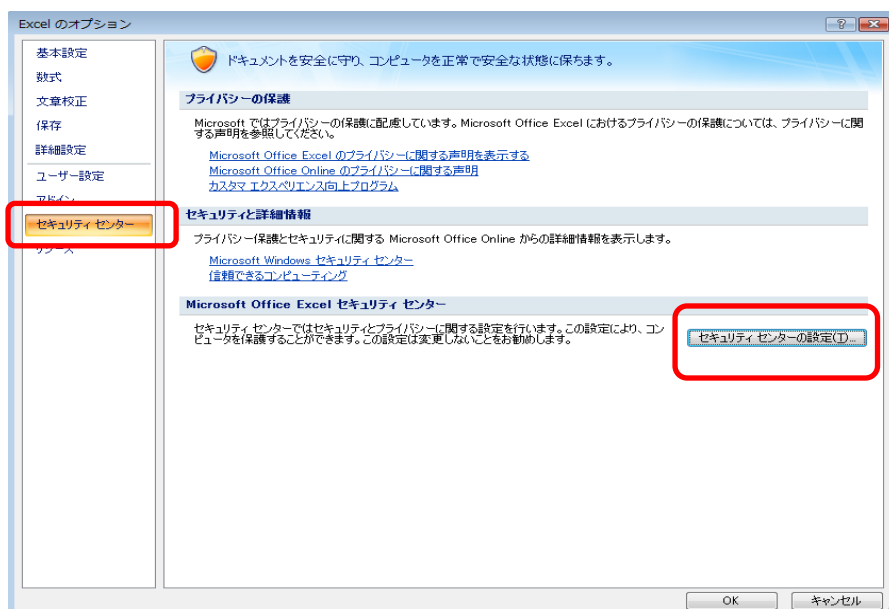 Excel のオプション
基本設定
数式
文章校正
保存
詳細設定
ユーザー設定
アドイン
セキュリティ センター
リソース
ドキュメントを安全に守り、コンピュータを正常で安全な状態に保ちます。
プライバシーの保護
Microsoft ではプライバシーの保護に配慮しています。Microsoft Office Excel におけるプライバシーの保護については、プライバシーに関
する声明を参照してください。
Microsoft Office Excel のプライバシーに関する声明を表示する
Microsoft Office Online のプライバシーに関する声明
カスタマ エクスペリエンス向上プログラム
セキュリティと詳細情報
プライバシー保護とセキュリティに関する Microsoft Office Online からの詳細情報を表示します。
Microsoft Windows セキュリティ センター
信頼できるコンピューティング
Microsoft Office Excel セキュリティ センター
セキュリティ センターではセキュリティとプライバシーに関する設定を行います。この設定により、コン
ピュータを保護することができます。この設定は変更しないことをお勧めします。
セキュリティ センターの設定(T)...
OK
キャンセル